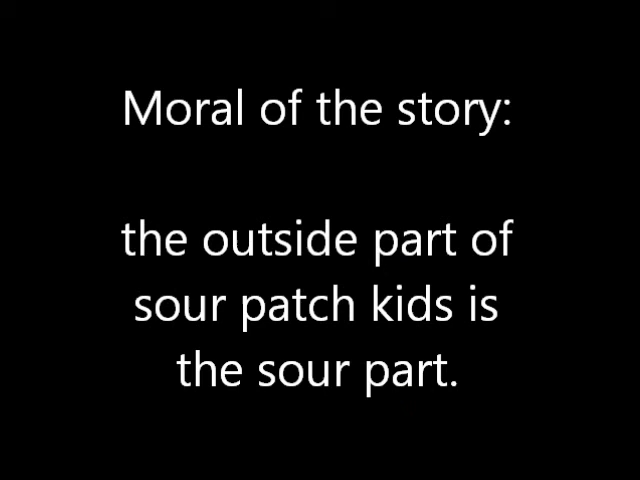 Moral of the story:
the outside part of
sour patch kids is
the sour part.